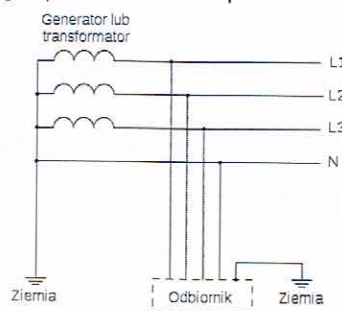 Generator lub
transformator
L1
L2
L3
N
Ziemia
Odbiornik
Ziemia